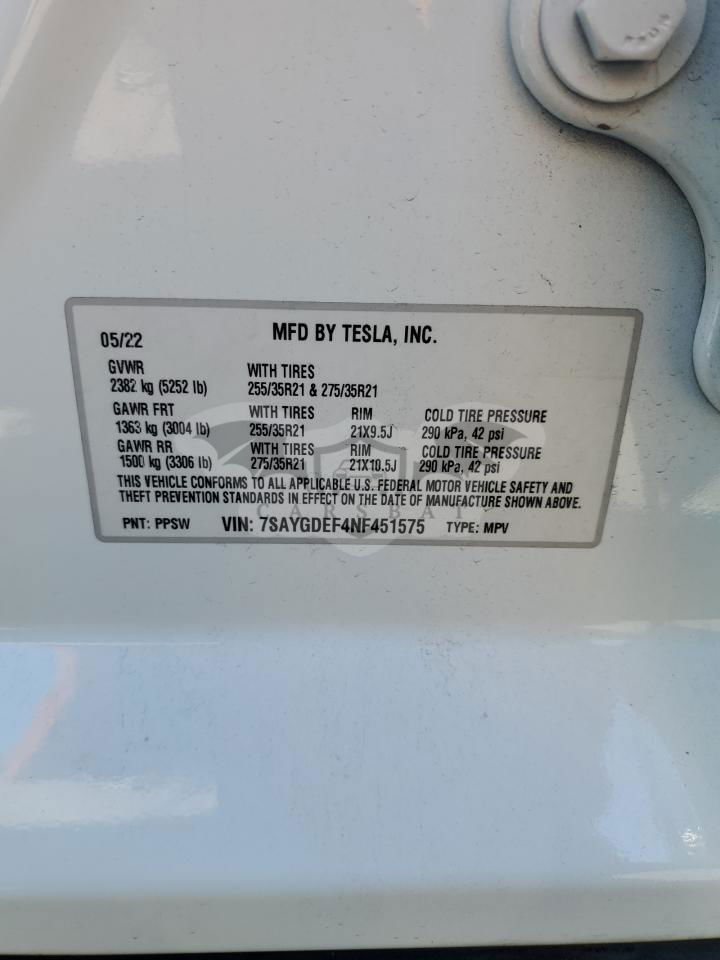 05/22 MFD BY TESLA, INC.
GVWR WITH TIRES
2382 kg (5252 lb) 255/35R21 & 275/35R21
GAWR FRT WITH TIRES RIM COLD TIRE PRESSURE
1363 kg (3004 lb) 255/35R21 21X9.5J 290 kPa, 42 psi
GAWR RR WITH TIRES RIM COLD TIRE PRESSURE
1500 kg (3306 lb) 275/35R21 21X10.5J 290 kPa, 42 psi
THIS VEHICLE CONFORMS TO ALL APPLICABLE U.S. FEDERAL MOTOR VEHICLE SAFETY AND
THEFT PREVENTION STANDARDS IN EFFECT ON THE DATE OF MANUFACTURE SHOWN ABOVE.
CARSBAT
PNT: PPSW VIN: 7SAYGDEF4NF451575 TYPE: MPV